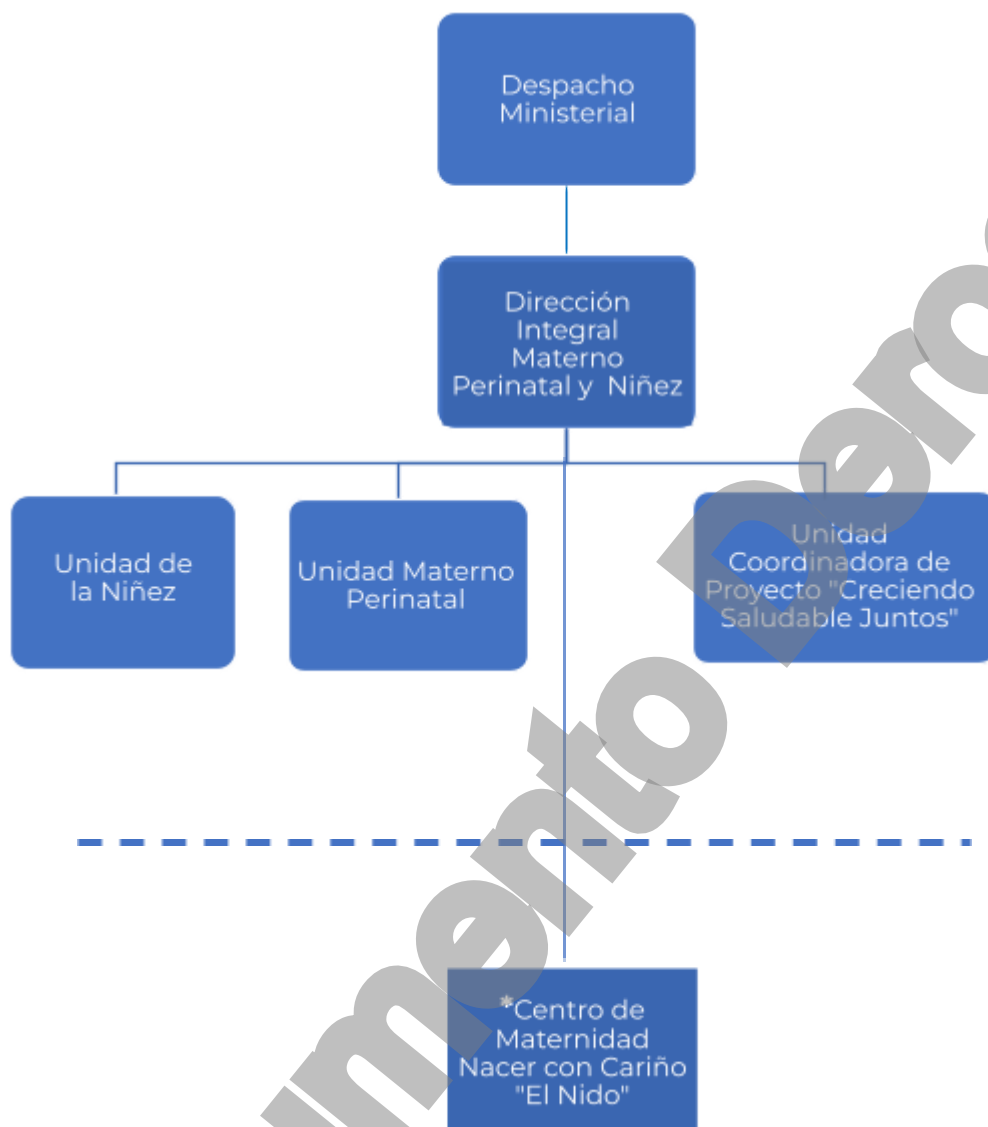 Despacho
Ministerial
Dirección
Integral
Materno
Perinatal y Niñez
Unidad de
la Niñez
Unidad Materno
Perinatal
Unidad
Coordinadora de
Proyecto "Creciendo
Saludable Juntos"
*Centro de
Maternidad
Nacer con Cariño
"El Nido"